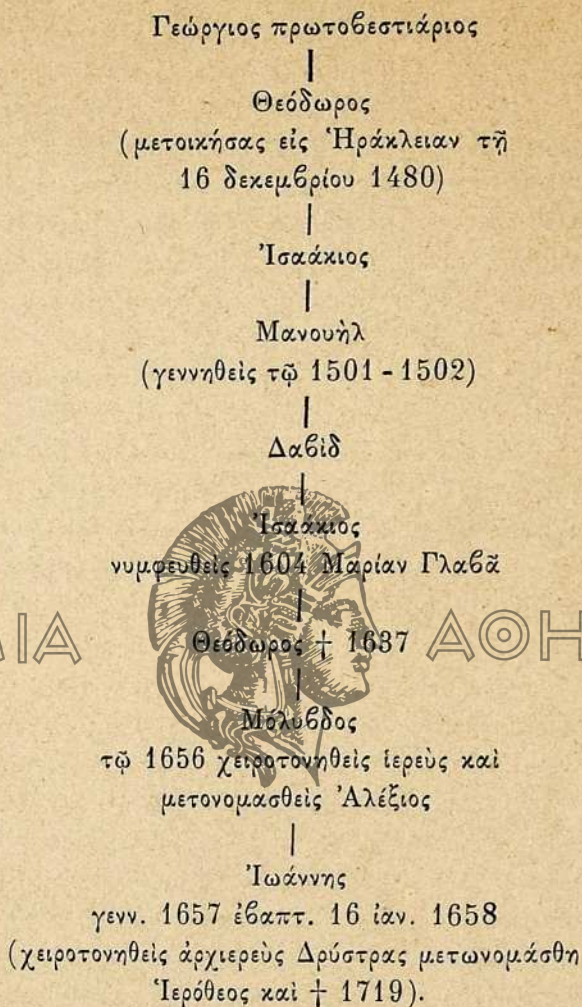 Γεώργιος πρωτοϐεστιάριος
Θεόδωρος
(μετοικήσας εἰς Ἡράκλειαν τῇ
16 δεκεμϐρίου 1480)
Ἰσαάκιος
Μανουὴλ
(γεννηθεὶς τῷ 1501 - 1502)
Δαϐὶδ
Ἰσαάκιος
νυμφευθεὶς 1604 Μαρίαν Γλαϐᾶ
Θεόδωρος † 1637
Μόλυϐδος
τῷ 1656 χειροτονηθεὶς ἱερεὺς καὶ
μετονομασθεὶς Ἀλέξιος
Ἰωάννης
γενν. 1657 ἐϐαπτ. 16 ἰαν. 1658
(χειροτονηθεὶς ἀρχιερεὺς Δρύστρας μετωνομάσθη
Ἱερόθεος καὶ † 1719).